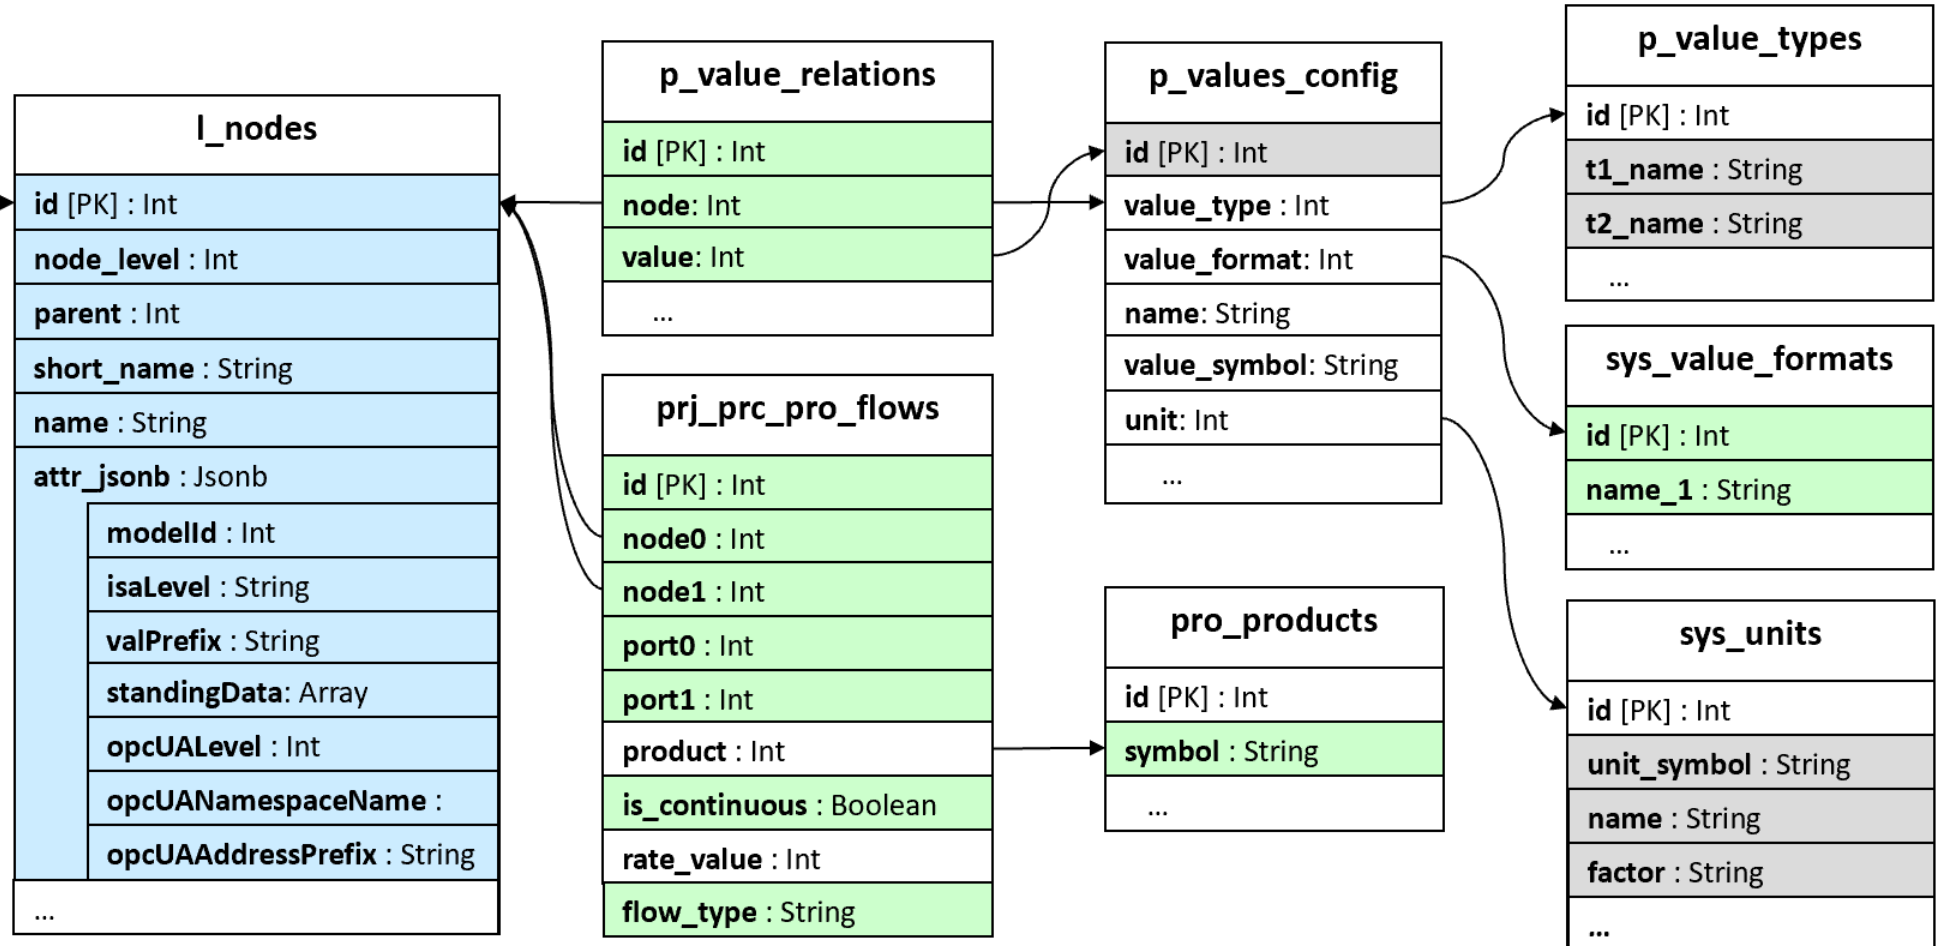 l_nodes
id [PK] : Int
node_level : Int
parent : Int
short_name : String
name : String
attr_jsonb : Jsonb
modelId : Int
isaLevel : String
valPrefix : String
standingData: Array
opcUALevel : Int
opcUANamespaceName :
opcUAAddressPrefix : String
...
p_value_relations
id [PK] : Int
node: Int
value: Int
...
prj_prc_pro_flows
id [PK] : Int
node0 : Int
node1 : Int
port0 : Int
port1 : Int
product : Int
is_continuous : Boolean
rate_value : Int
flow_type : String
p_values_config
id [PK] : Int
value_type : Int
value_format: Int
name: String
value_symbol: String
unit: Int
...
pro_products
id [PK] : Int
symbol : String
...
p_value_types
id [PK] : Int
t1_name : String
t2_name : String
...
sys_value_formats
id [PK] : Int
name_1 : String
...
sys_units
id [PK] : Int
unit_symbol : String
name : String
factor : String
...